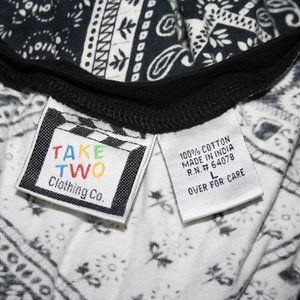 TAKE
TWO
Clothing Co.
100% COTTON
MADE IN INDIA
R.N.# 64078
L
OVER FOR CARE